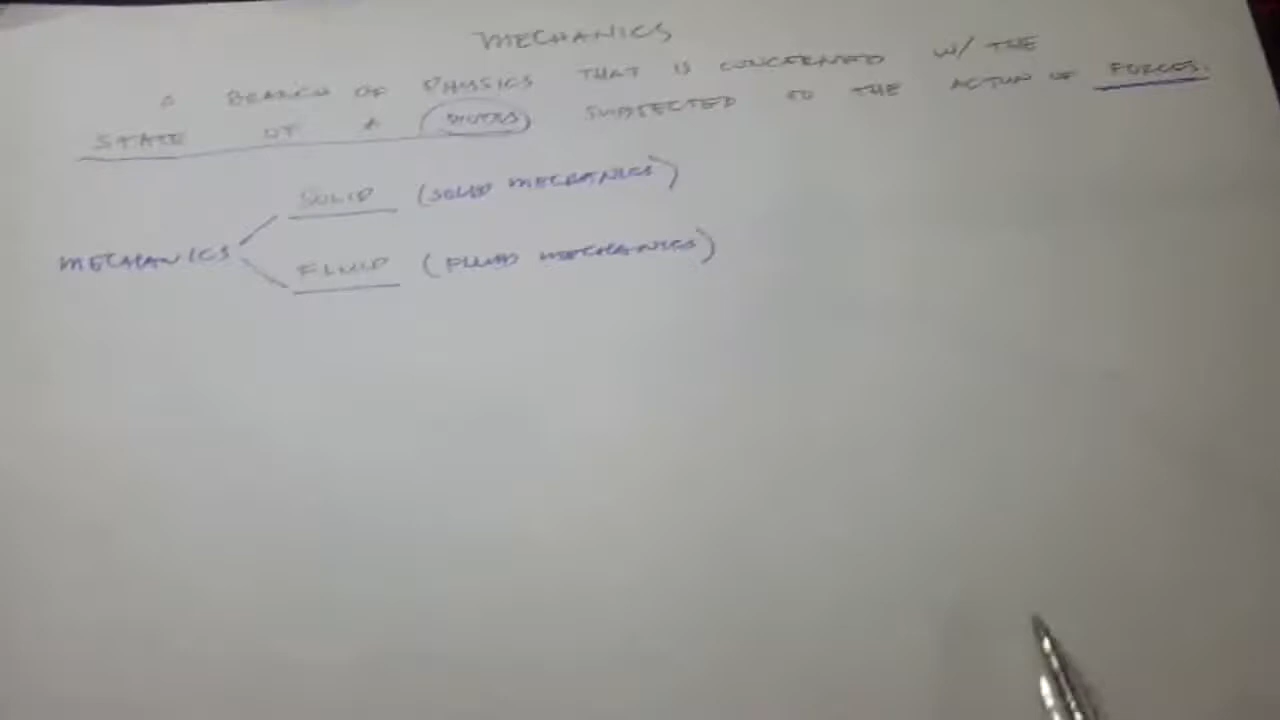 MECHANICS
A BRANCH OF PHYSICS THAT IS CONCERNED W/ THE
STATE OF A SUBJECTED TO THE ACTION OF FORCES.
SOLID (SOLID MECHANICS)
MECHANICS
FLUID (FLUID MECHANICS)